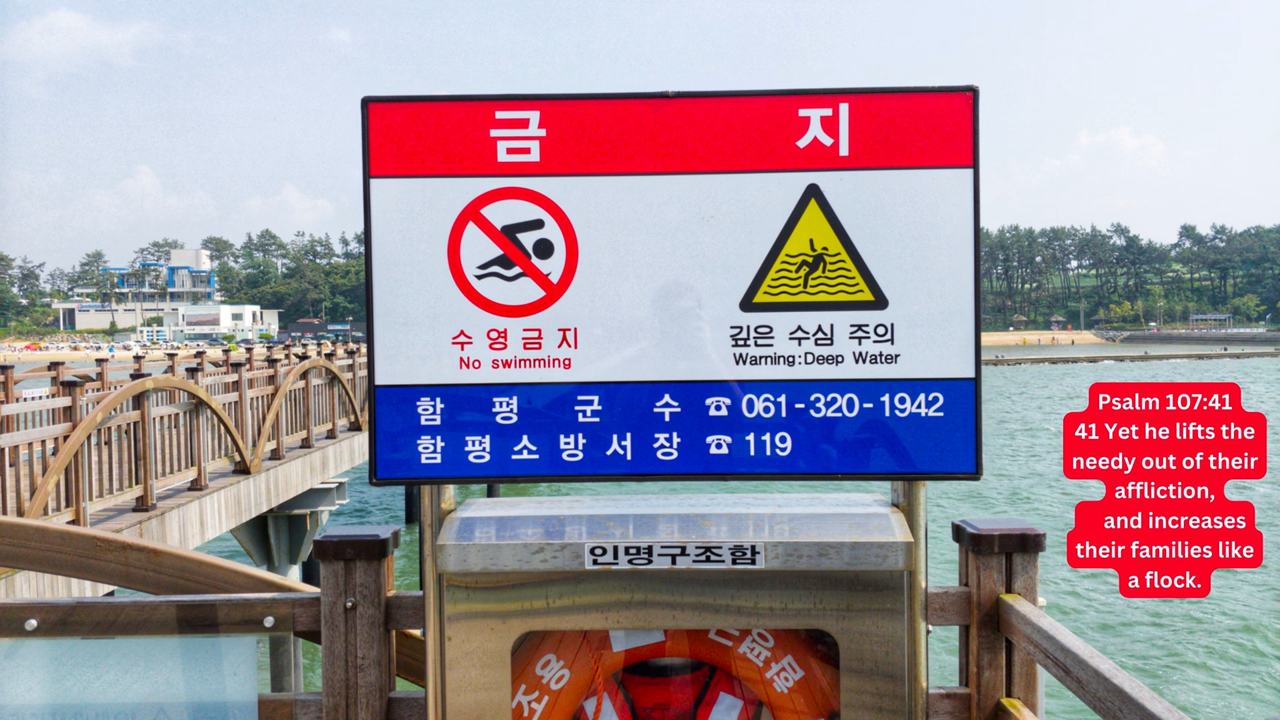 금 지
수영금지
No swimming
깊은 수심 주의
Warning:Deep Water
함 평 군 수 ☎ 061-320-1942
함평소방서장 ☎ 119
인명구조함
Psalm 107:41
41 Yet he lifts the
needy out of their
affliction,
and increases
their families like
a flock.